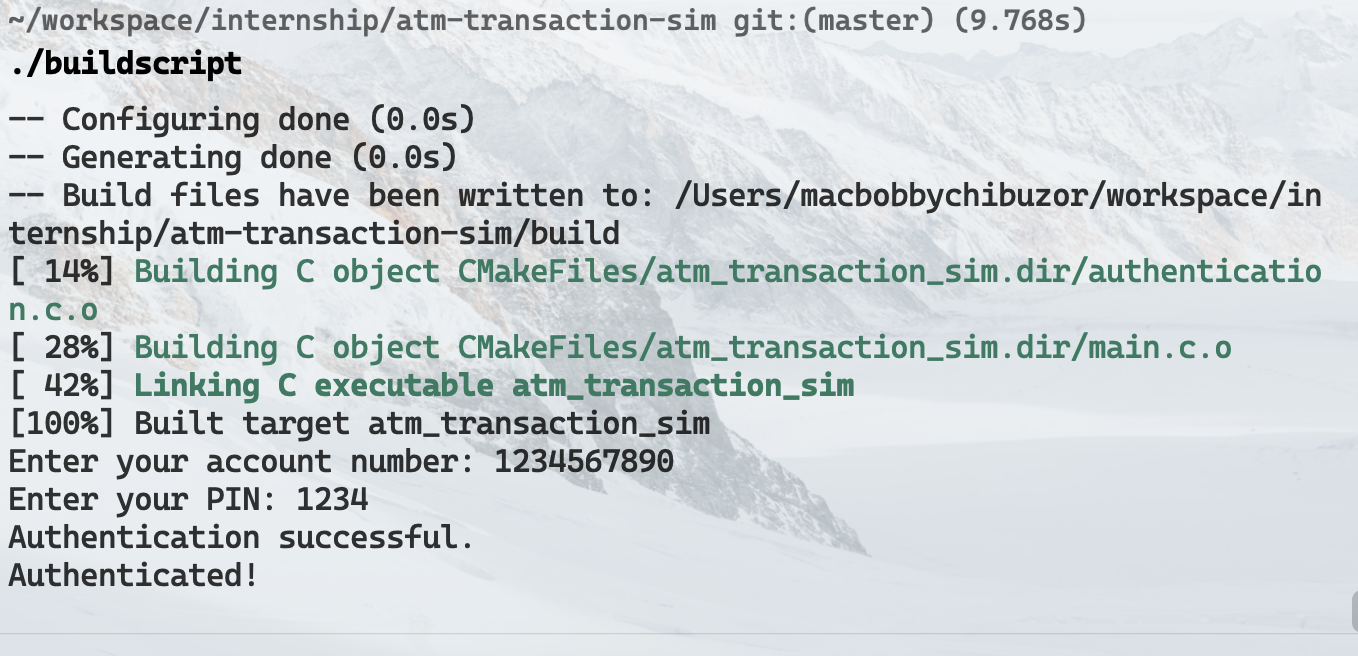 ~/workspace/internship/atm-transaction-sim git:(master) (9.768s)
./buildscript
-- Configuring done (0.0s)
-- Generating done (0.0s)
-- Build files have been written to: /Users/macbobbychibuzor/workspace/in
ternship/atm-transaction-sim/build
[ 14%] Building C object CMakeFiles/atm_transaction_sim.dir/authenticatio
n.c.o
[ 28%] Building C object CMakeFiles/atm_transaction_sim.dir/main.c.o
[ 42%] Linking C executable atm_transaction_sim
[100%] Built target atm_transaction_sim
Enter your account number: 1234567890
Enter your PIN: 1234
Authentication successful.
Authenticated!